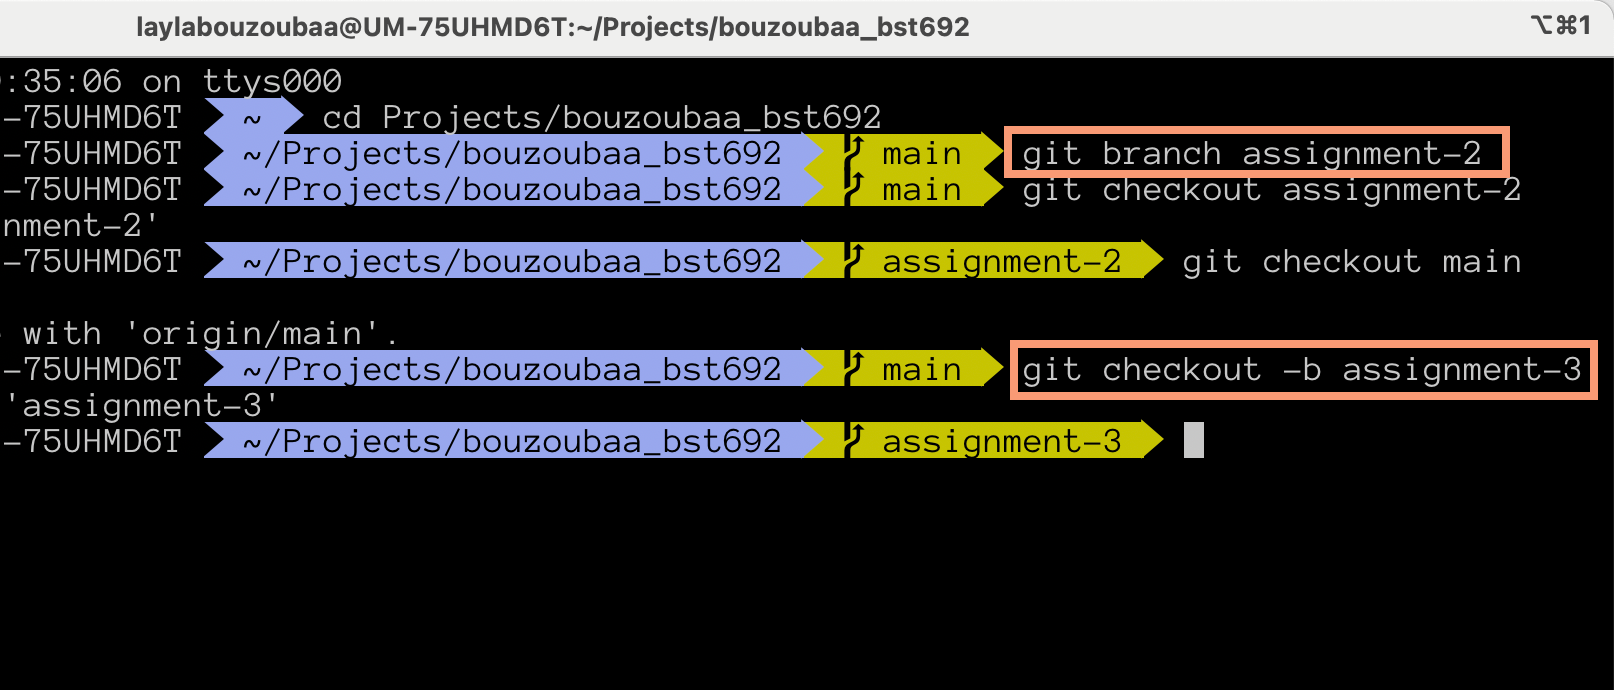 laylabouzoubaa@UM-75UHMD6T:~/Projects/bouzoubaa_bst692 ⌥⌘1
:35:06 on ttys000
-75UHMD6T ~ cd Projects/bouzoubaa_bst692
-75UHMD6T ~/Projects/bouzoubaa_bst692 main git branch assignment-2
-75UHMD6T ~/Projects/bouzoubaa_bst692 main git checkout assignment-2
nment-2'
-75UHMD6T ~/Projects/bouzoubaa_bst692 assignment-2 git checkout main
with 'origin/main'.
-75UHMD6T ~/Projects/bouzoubaa_bst692 main git checkout -b assignment-3
'assignment-3'
-75UHMD6T ~/Projects/bouzoubaa_bst692 assignment-3